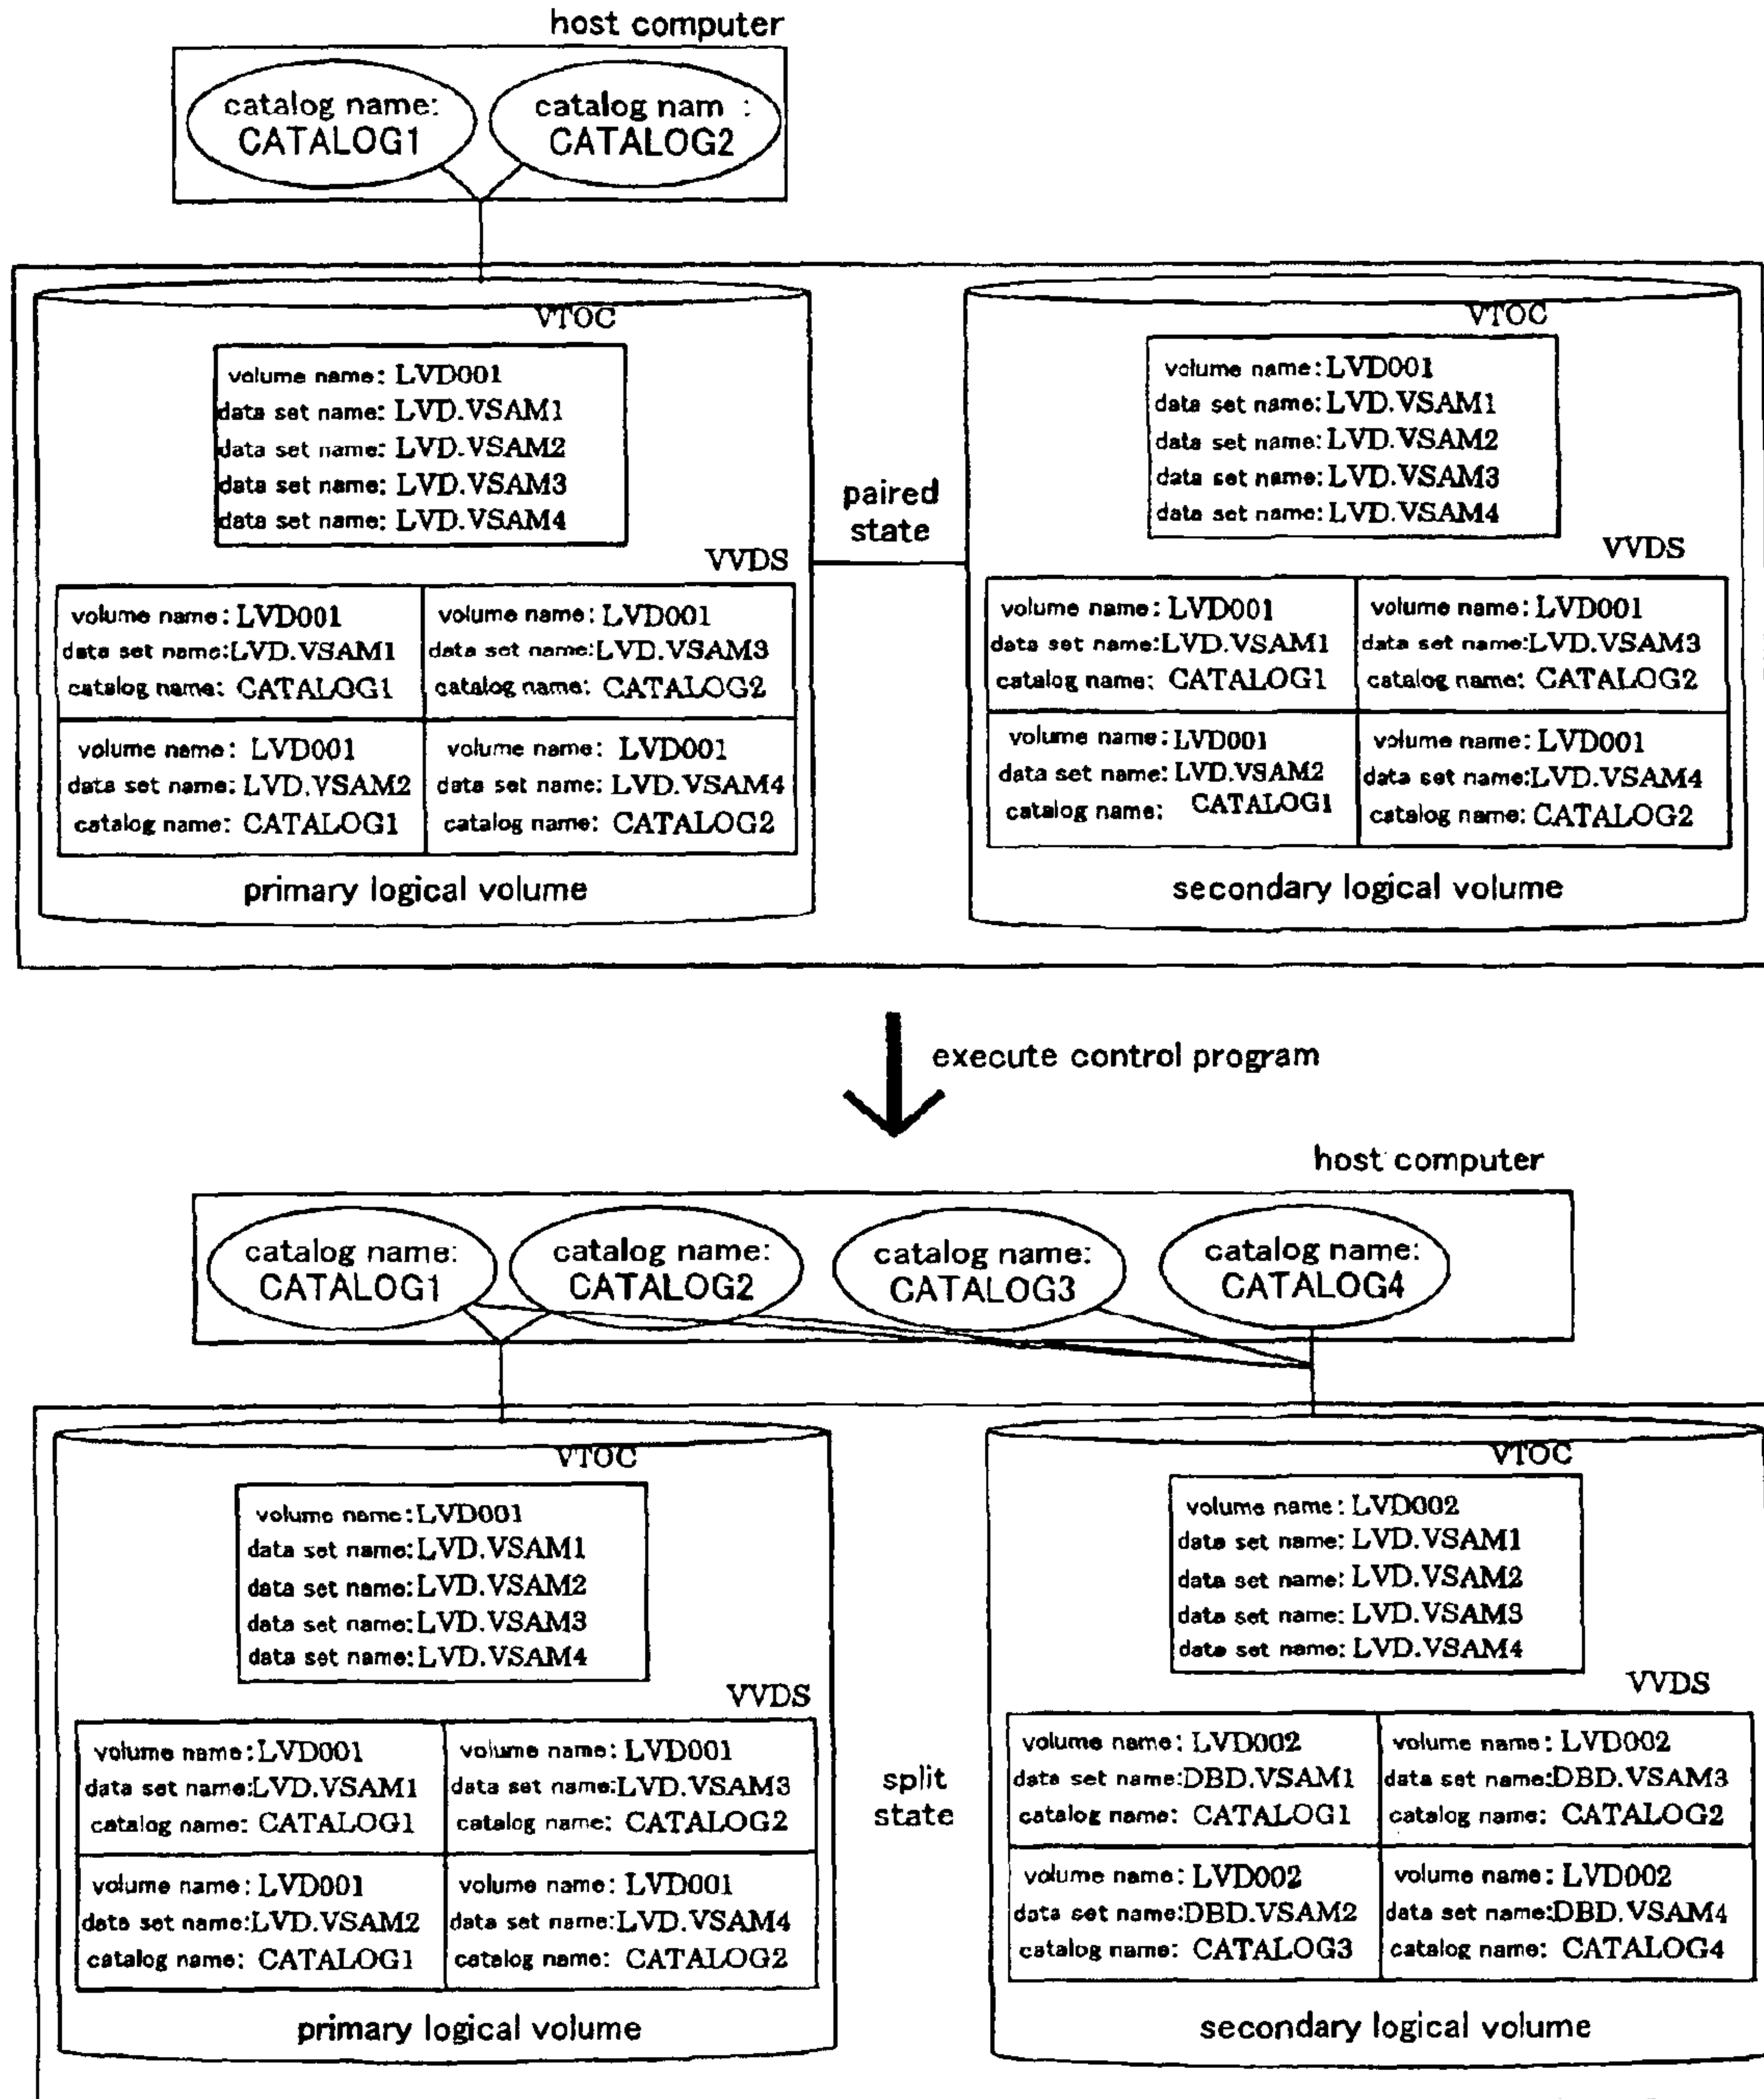 host computer
catalog name:
CATALOG1
catalog nam :
CATALOG2
VTOC
volume name: LVD001
data set name: LVD.VSAM1
data set name: LVD.VSAM2
data set name: LVD.VSAM3
data set name: LVD.VSAM4
VVDS
volume name: LVD001
data set name:LVD.VSAM1
catalog name: CATALOG1
volume name: LVD001
data set name:LVD.VSAM3
catalog name: CATALOG2
volume name: LVD001
data set name: LVD.VSAM2
catalog name: CATALOG1
volume name: LVD001
data set name: LVD.VSAM4
catalog name: CATALOG2
primary logical volume
paired
state
VTOC
volume name:LVD001
data set name:LVD.VSAM1
data set name:LVD.VSAM2
data set name:LVD.VSAM3
data set name:LVD.VSAM4
VVDS
volume name:LVD001
data set name:LVD.VSAM1
catalog name: CATALOG1
volume name:LVD001
data set name:LVD.VSAM3
catalog name: CATALOG2
volume name:LVD001
data set name:LVD.VSAM2
catalog name: CATALOG1
volume name:LVD001
data set name:LVD.VSAM4
catalog name: CATALOG2
secondary logical volume
execute control program
host computer
catalog name:
CATALOG1
catalog name:
CATALOG2
catalog name:
CATALOG3
catalog name:
CATALOG4
VTOC
volume name:LVD001
data set name:LVD.VSAM1
data set name:LVD.VSAM2
data set name:LVD.VSAM3
data set name:LVD.VSAM4
VVDS
volume name:LVD001
data set name:LVD.VSAM1
catalog name: CATALOG1
volume name: LVD001
data set name:LVD.VSAM3
catalog name: CATALOG2
volume name:LVD001
data set name:LVD.VSAM2
catalog name: CATALOG1
volume name: LVD001
data set name:LVD.VSAM4
catalog name: CATALOG2
primary logical volume
split
state
VTOC
volume name: LVD002
data set name: LVD.VSAM1
data set name: LVD.VSAM2
data set name: LVD.VSAM3
data set name: LVD.VSAM4
VVDS
volume name: LVD002
data set name:DBD.VSAM1
catalog name: CATALOG1
volume name: LVD002
data set name:DBD.VSAM3
catalog name: CATALOG2
volume name: LVD002
data set name:DBD.VSAM2
catalog name: CATALOG3
volume name: LVD002
data set name:DBD.VSAM4
catalog name: CATALOG4
secondary logical volume